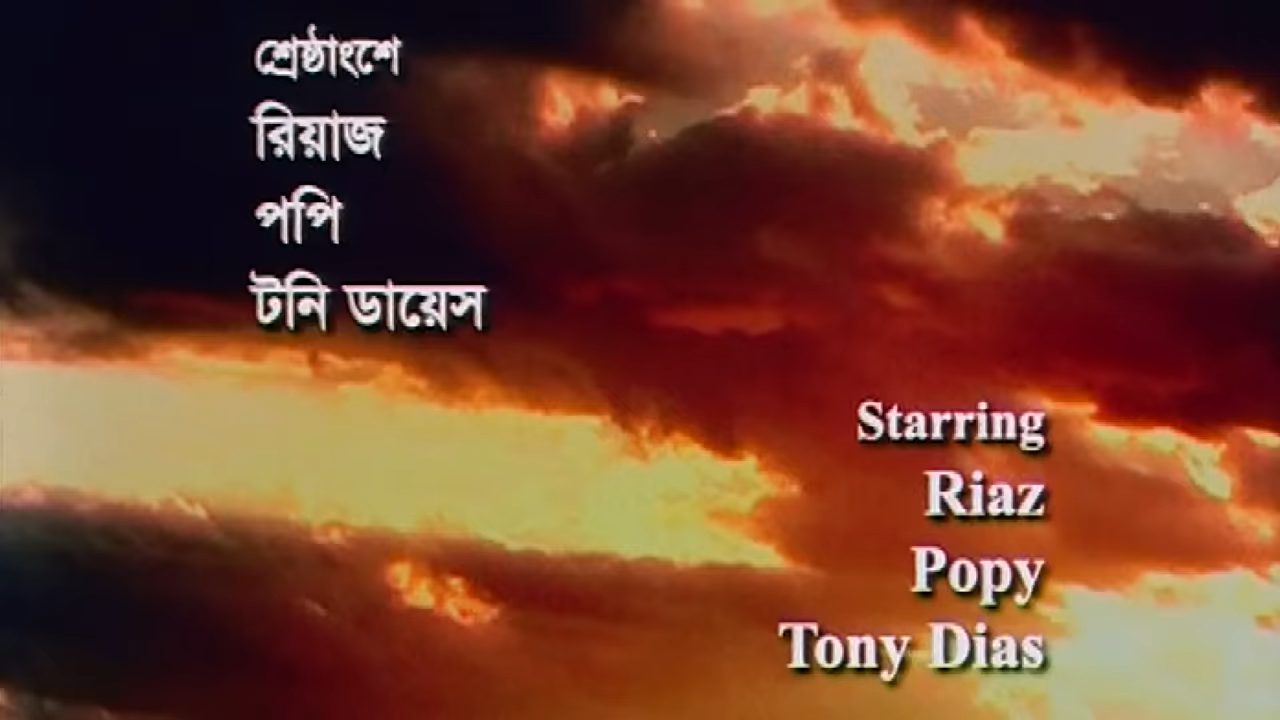 শ্রেষ্ঠাংশে
রিয়াজ
পপি
টনি ডায়েস
Starring
Riaz
Popy
Tony Dias